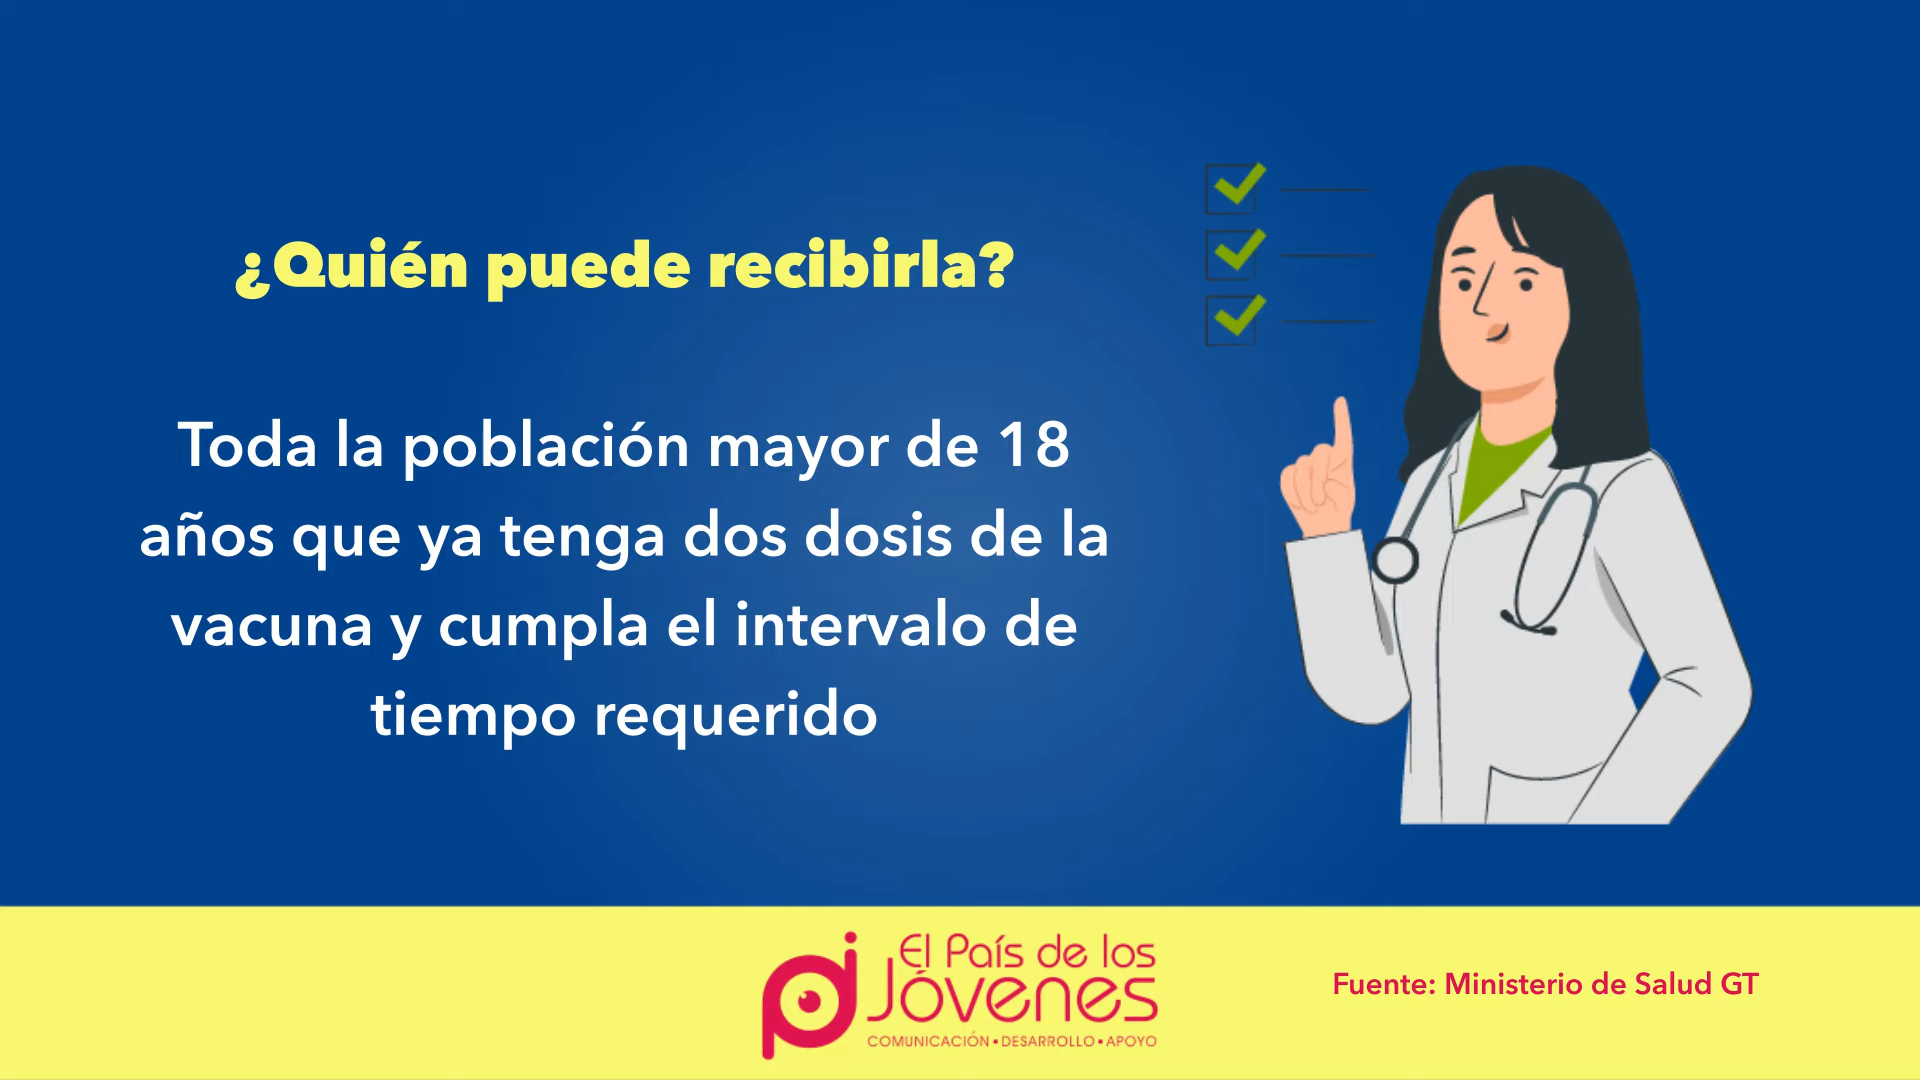 ¿Quién puede recibirla?
Toda la población mayor de 18
años que ya tenga dos dosis de la
vacuna y cumpla el intervalo de
tiempo requerido
El País de los
Jóvenes
COMUNICACIÓN • DESARROLLO • APOYO
Fuente: Ministerio de Salud GT